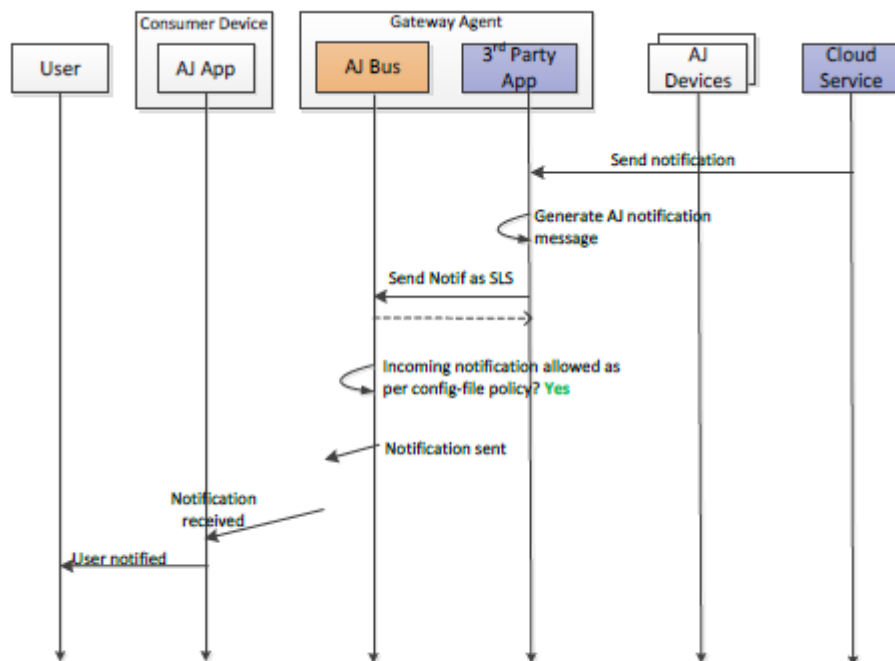 Consumer Device
Gateway Agent
User
AJ App
AJ Bus
3rd Party
App
AJ
Devices
Cloud
Service
Send notification
Generate AJ notification
message
Send Notif as SLS
Incoming notification allowed as
per config-file policy? Yes
Notification sent
Notification
received
User notified